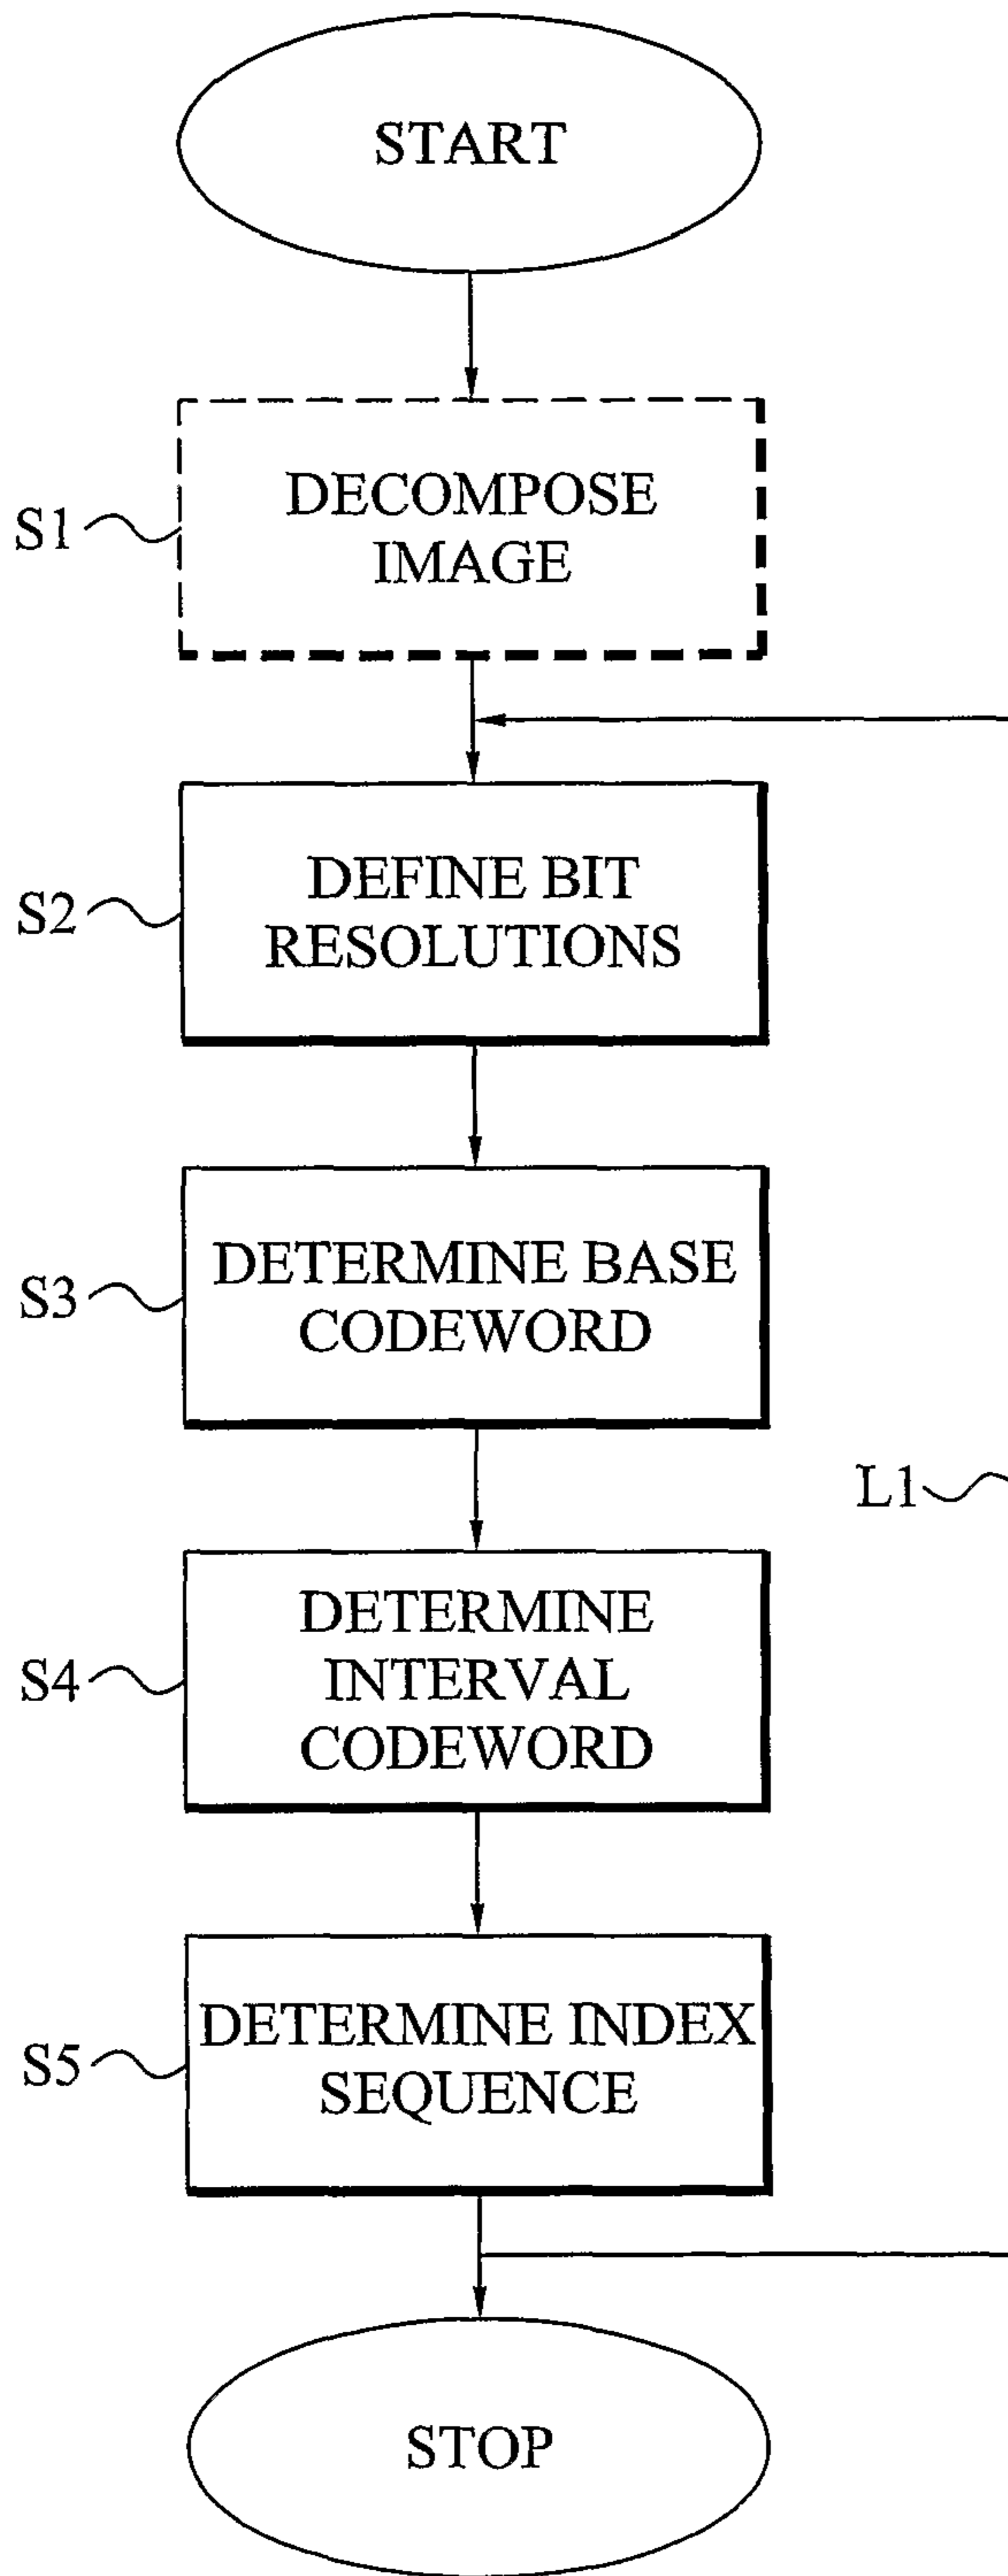 START
S1
DECOMPOSE
IMAGE
S2
DEFINE BIT
RESOLUTIONS
S3
DETERMINE BASE
CODEWORD
L1
S4
DETERMINE
INTERVAL
CODEWORD
S5
DETERMINE INDEX
SEQUENCE
STOP